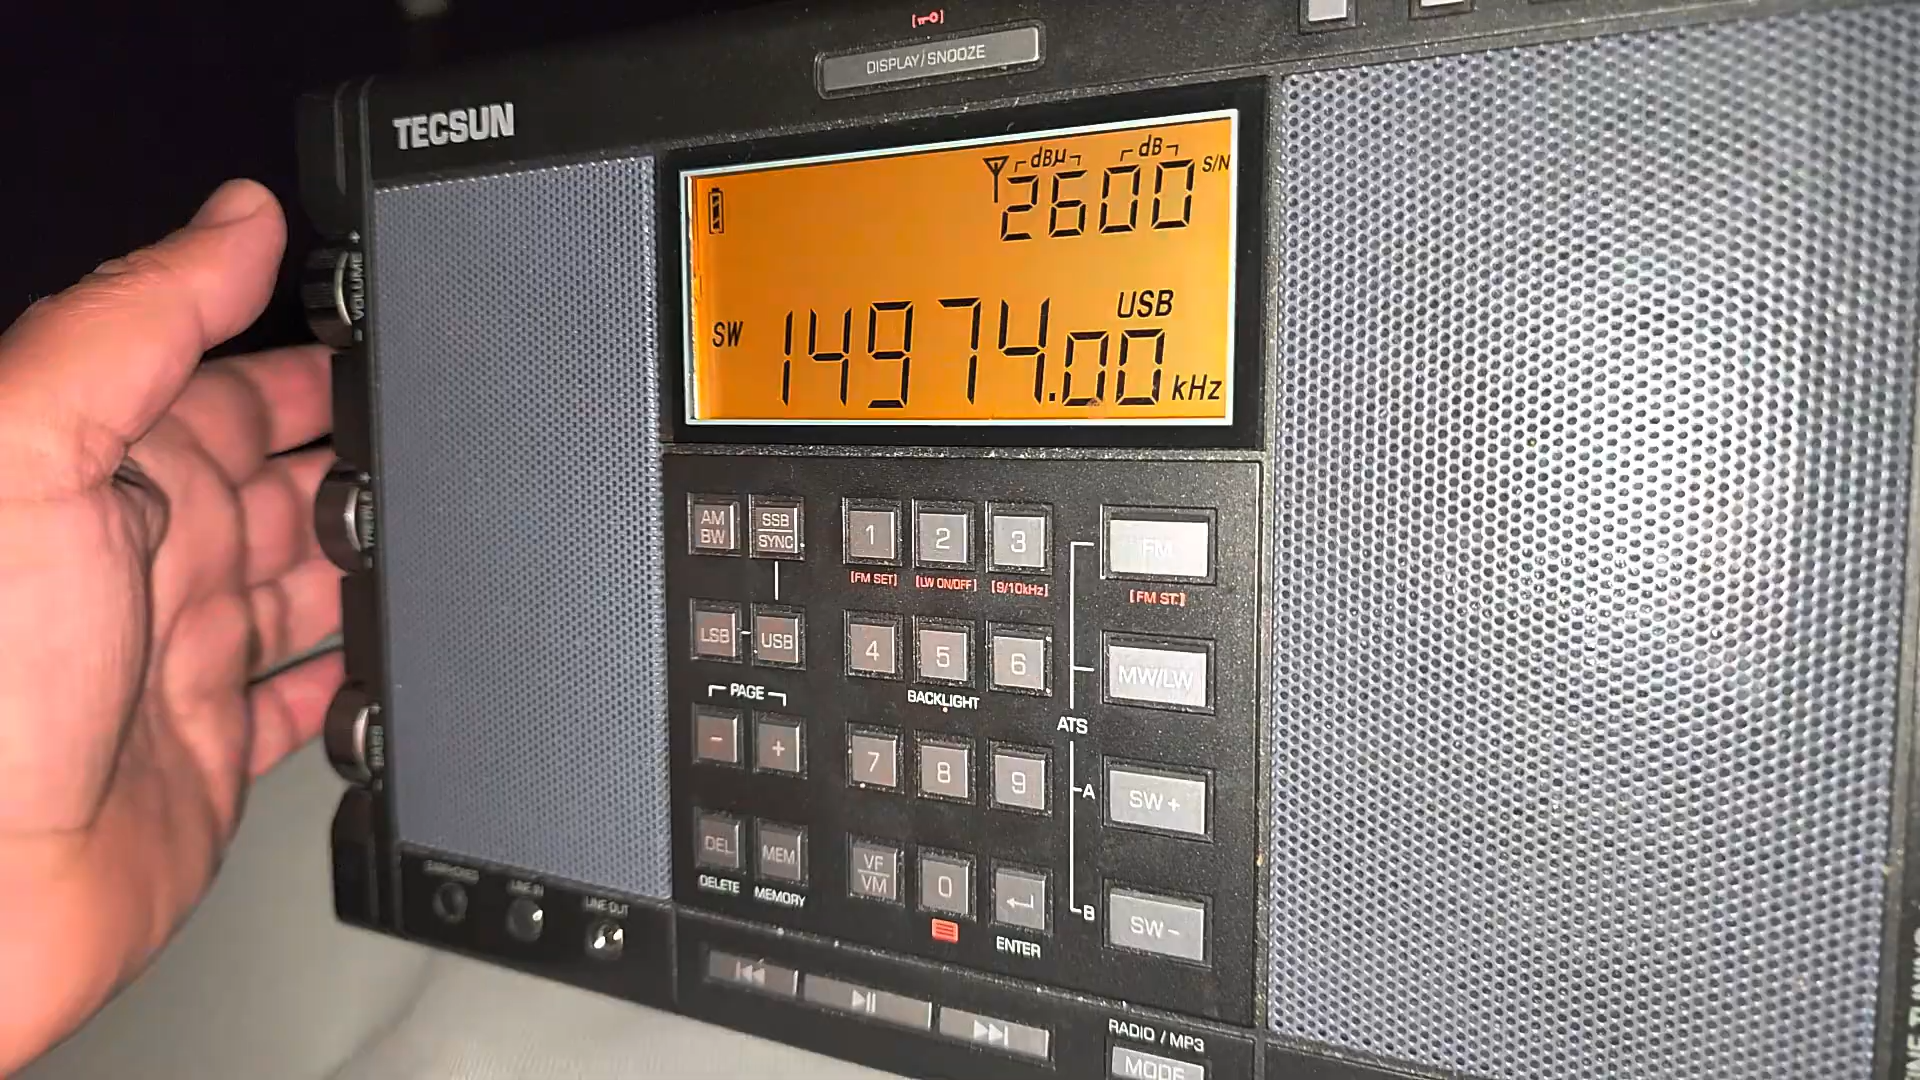 DISPLAY/SNOOZE
TECSUN
dBµ dB S/N
2600
USB
SW 14974.00 kHz
- VOLUME +
TREBLE +
BASS +
AM BW
SSB SYNC
1 2 3
FM
[FM SET] [LW ON/OFF] [9/10kHz]
[FM ST.]
LSB - USB
4 5 6
MW/LW
BACKLIGHT
PAGE
- +
7 8 9
ATS
A
SW +
DEL MEM
VF VM
0
B
SW -
DELETE MEMORY
ENTER
LINE IN
LINE OUT
RADIO / MP3
MODE